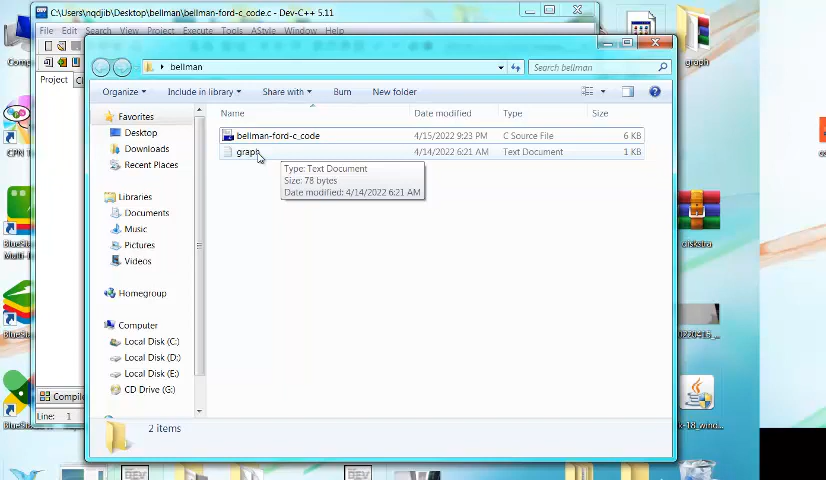 C:\Users\nqdjib\Desktop\bellman\bellman-ford-c_code.c - Dev-C++ 5.11
File Edit Search View Project Execute Tools AStyle Window Help
Project
bellman
Search bellman
Organize Include in library Share with Burn New folder
Name Date modified Type Size
bellman-ford-c_code 4/15/2022 9:23 PM C Source File 6 KB
graph 4/14/2022 6:21 AM Text Document 1 KB
Type: Text Document
Size: 78 bytes
Date modified: 4/14/2022 6:21 AM
Favorites
Desktop
Downloads
Recent Places
Libraries
Documents
Music
Pictures
Videos
Homegroup
Computer
Local Disk (C:)
Local Disk (D:)
Local Disk (E:)
CD Drive (G:)
2 items
Line: 1
graph